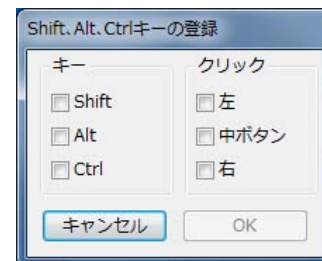 Shift、Alt、Ctrlキーの登録
キー
クリック
Shift
左
Alt
中ボタン
Ctrl
右
キャンセル
OK